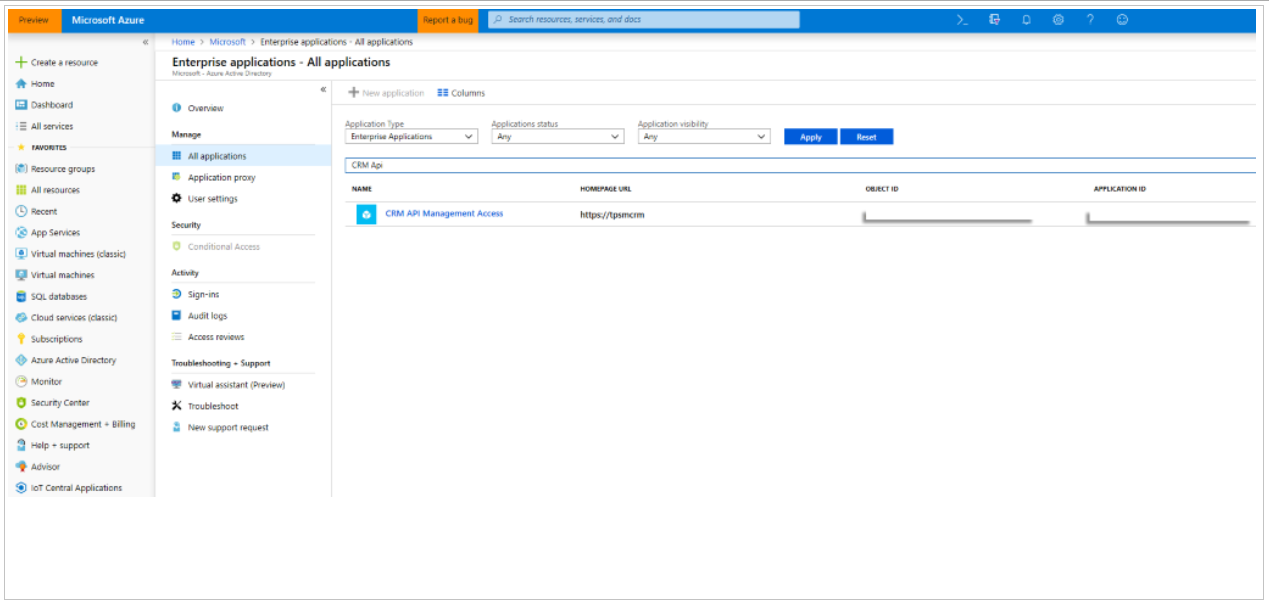 Preview
Microsoft Azure
Report a bug
Search resources, services, and docs
Create a resource
Home
Dashboard
All services
FAVORITES
Resource groups
All resources
Recent
App Services
Virtual machines (classic)
Virtual machines
SQL databases
Cloud services (classic)
Subscriptions
Azure Active Directory
Monitor
Security Center
Cost Management + Billing
Help + support
Advisor
IoT Central Applications
Home > Microsoft > Enterprise applications - All applications
Enterprise applications - All applications
Microsoft - Azure Active Directory
Overview
Manage
All applications
Application proxy
User settings
Security
Conditional Access
Activity
Sign-ins
Audit logs
Access reviews
Troubleshooting + Support
Virtual assistant (Preview)
Troubleshoot
New support request
New application Columns
Application Type Applications status Application visibility
Enterprise Applications Any Any Apply Reset
CRM Api
NAME HOMEPAGE URL OBJECT ID APPLICATION ID
CRM API Management Access https://tpsmcrm